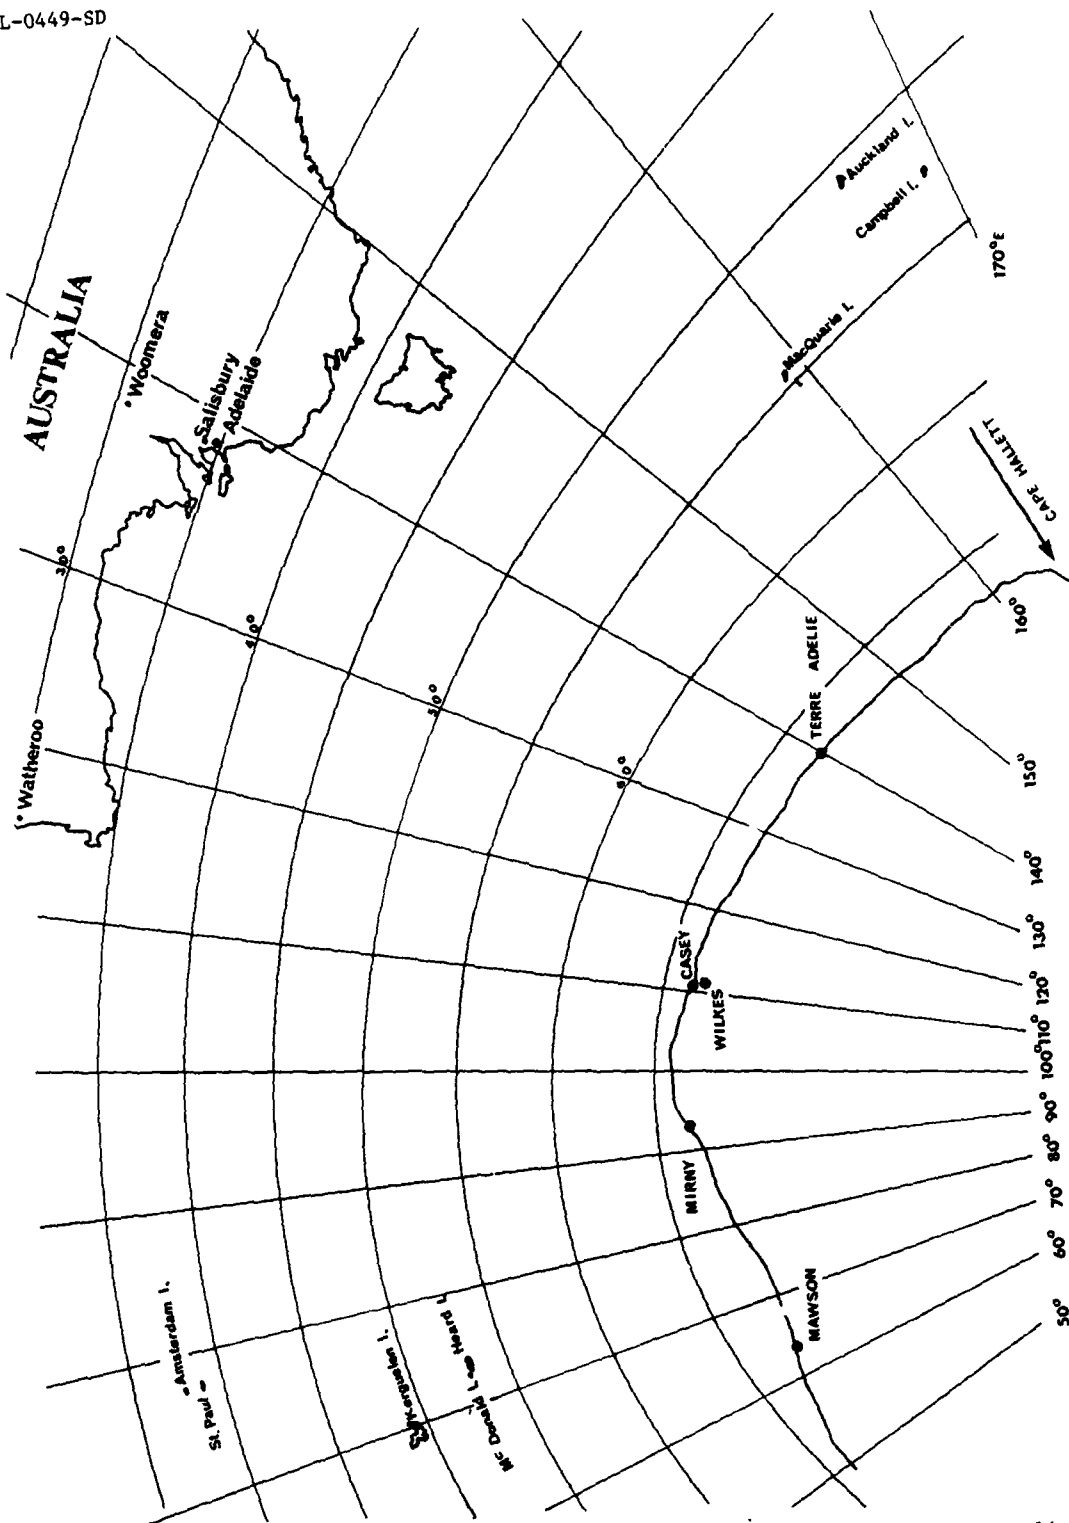 L-0449-SD
AUSTRALIA
Woomera
Salisbury
Adelaide
Watheroo
30°
40°
50°
60°
Auckland I.
Campbell I.
MacQuarie I.
170°E
CAPE HALLETT
TERRE ADELIE
CASEY
WILKES
MIRNY
MAWSON
Amsterdam I.
St. Paul
Kerguelen I.
Mc Donald I.
Heard I.
160°
150°
140°
130°
120°
110°
100°
90°
80°
70°
60°
50°